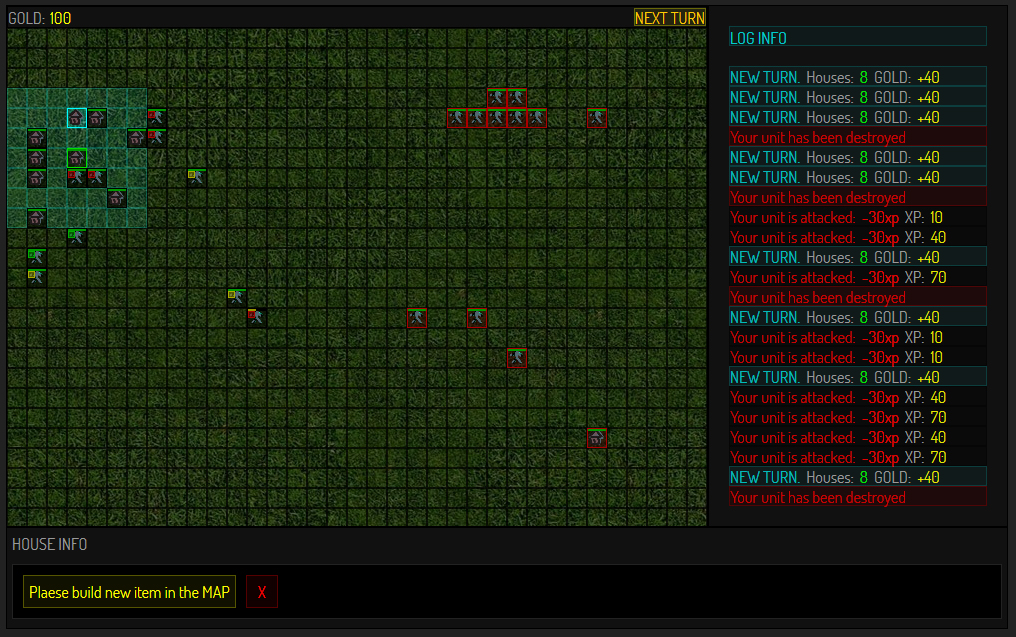 GOLD: 100
NEXT TURN
LOG INFO
NEW TURN. Houses: 8 GOLD: +40
NEW TURN. Houses: 8 GOLD: +40
NEW TURN. Houses: 8 GOLD: +40
Your unit has been destroyed
NEW TURN. Houses: 8 GOLD: +40
NEW TURN. Houses: 8 GOLD: +40
Your unit has been destroyed
Your unit is attacked: -30xp XP: 10
Your unit is attacked: -30xp XP: 40
NEW TURN. Houses: 8 GOLD: +40
Your unit is attacked: -30xp XP: 70
Your unit has been destroyed
NEW TURN. Houses: 8 GOLD: +40
Your unit is attacked: -30xp XP: 10
Your unit is attacked: -30xp XP: 10
NEW TURN. Houses: 8 GOLD: +40
Your unit is attacked: -30xp XP: 40
Your unit is attacked: -30xp XP: 70
Your unit is attacked: -30xp XP: 40
Your unit is attacked: -30xp XP: 70
NEW TURN. Houses: 8 GOLD: +40
Your unit has been destroyed
HOUSE INFO
Plaese build new item in the MAP
X